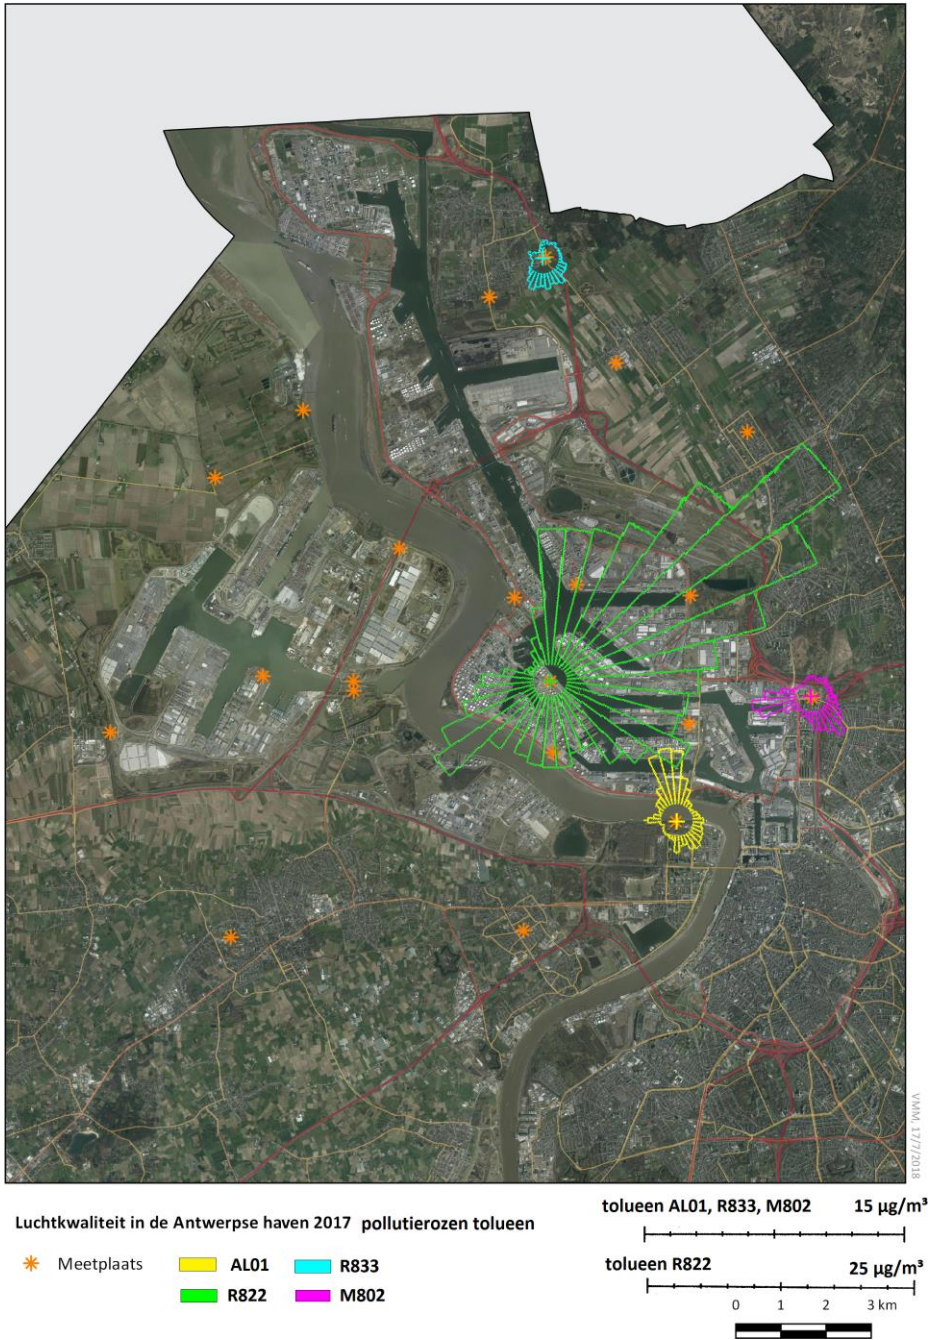 VMM, 17/7/2018
Luchtkwaliteit in de Antwerpse haven 2017 pollutierozen tolueen
Meetplaats
AL01
R833
R822
M802
tolueen AL01, R833, M802 15 µg/m³
tolueen R822 25 µg/m³
0 1 2 3 km